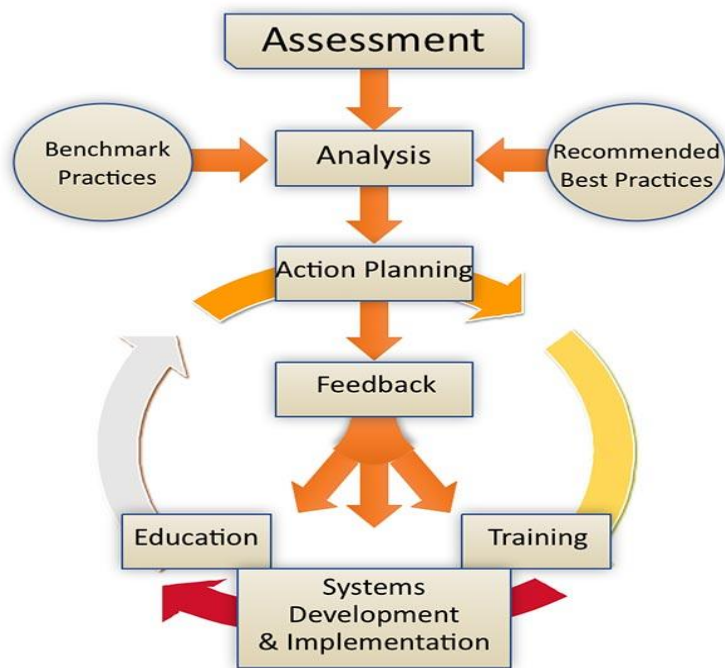 Assessment
Benchmark
Practices
Analysis
Recommended
Best Practices
Action Planning
Feedback
Education
Training
Systems
Development
& Implementation